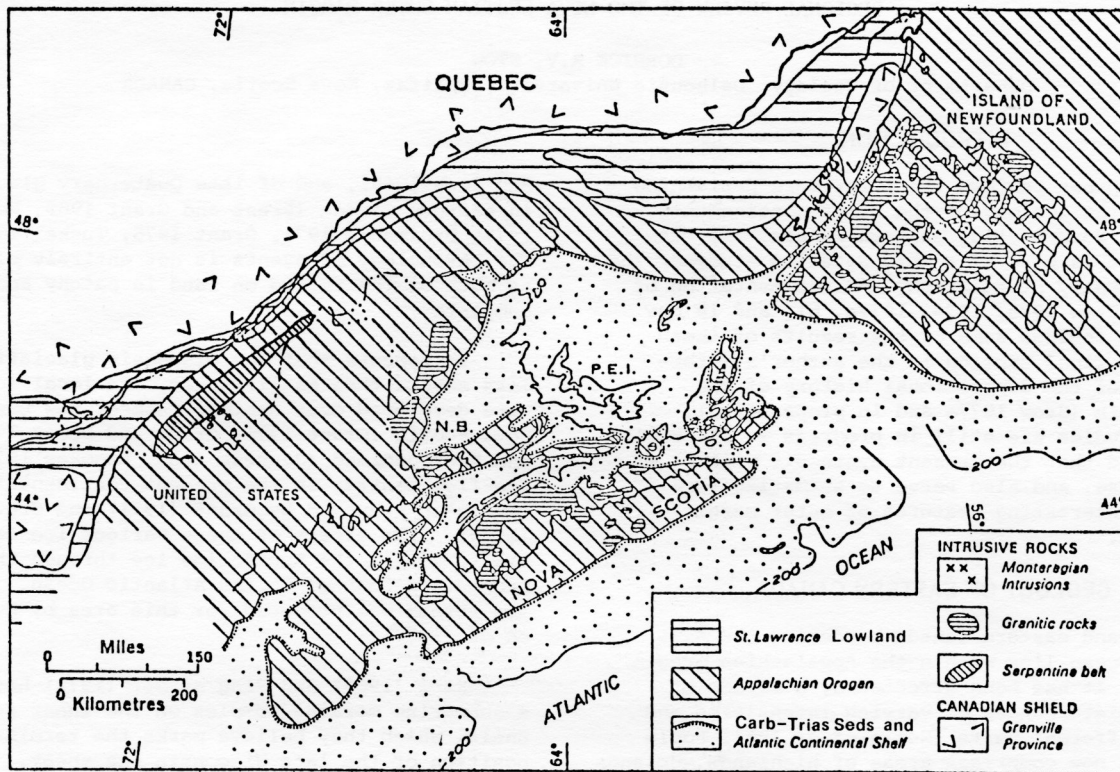 72°
64°
QUEBEC
ISLAND OF
NEWFOUNDLAND
48°
48°
P.E.I.
N.B.
200
44°
UNITED STATES
44°
56°
NOVA SCOTIA
200
ATLANTIC OCEAN
200
72°
64°
Miles
0 150
0 200
Kilometres
St. Lawrence Lowland
Appalachian Orogen
Carb-Trias Seds and
Atlantic Continental Shelf
INTRUSIVE ROCKS
Monteregian
Intrusions
Granitic rocks
Serpentine belt
CANADIAN SHIELD
Grenville
Province